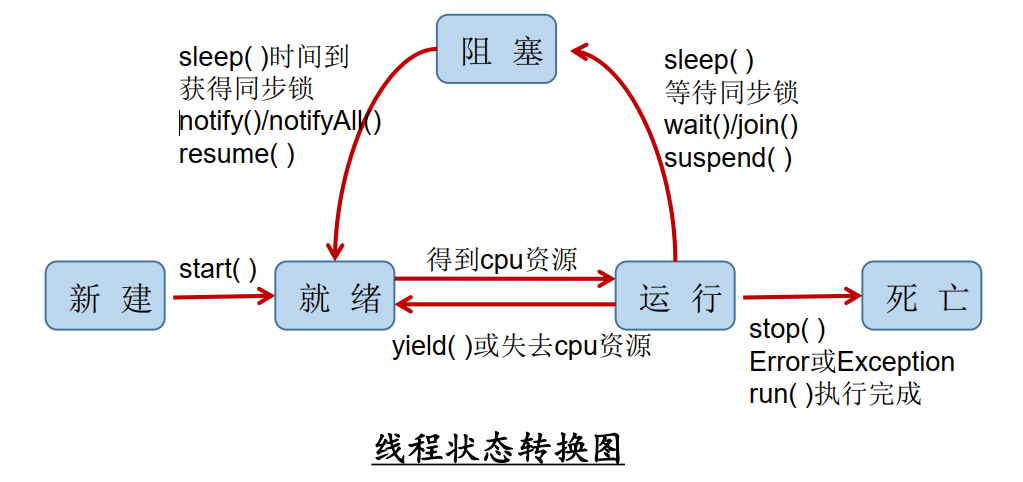 阻 塞
sleep( )时间到
获得同步锁
notify()/notifyAll()
resume( )
sleep( )
等待同步锁
wait()/join()
suspend( )
新 建
start( )
就 绪
得到cpu资源
yield( )或失去cpu资源
运 行
死 亡
stop( )
Error或Exception
run( )执行完成
线程状态转换图